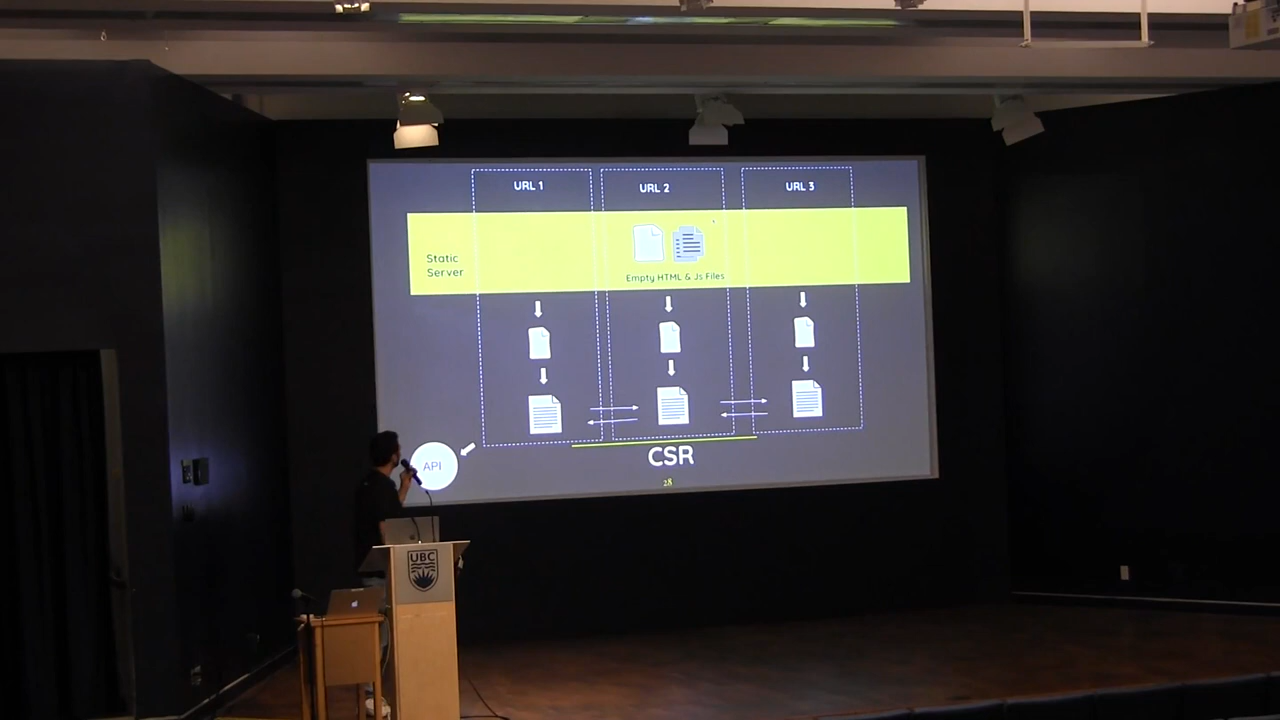 URL 1
URL 2
URL 3
Static
Server
Empty HTML & Js Files
API
CSR
28
UBC